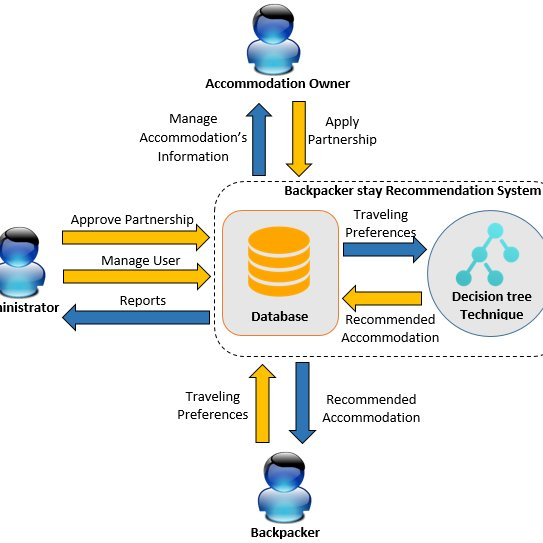 Accommodation Owner
Manage
Accommodation's
Information
Apply
Partnership
Backpacker stay Recommendation System
Approve Partnership
Manage User
Reports
ninistrator
Database
Traveling
Preferences
Recommended
Accommodation
Decision tree
Technique
Traveling
Preferences
Recommended
Accommodation
Backpacker